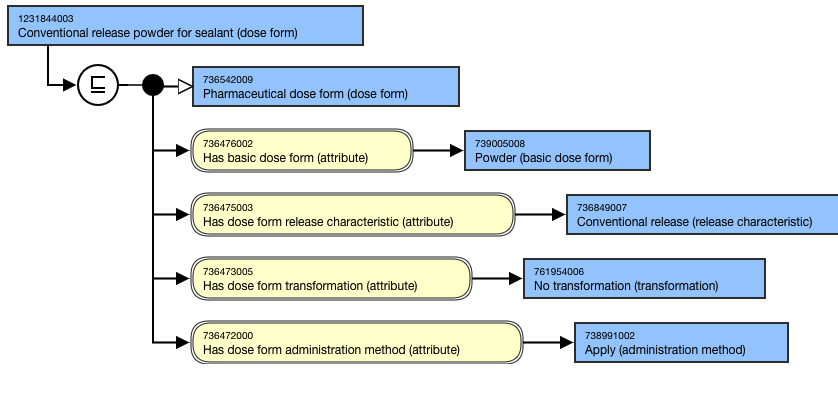 1231844003
Conventional release powder for sealant (dose form)
⊑
736542009
Pharmaceutical dose form (dose form)
736476002
Has basic dose form (attribute)
739005008
Powder (basic dose form)
736475003
Has dose form release characteristic (attribute)
736849007
Conventional release (release characteristic)
736473005
Has dose form transformation (attribute)
761954006
No transformation (transformation)
736472000
Has dose form administration method (attribute)
738991002
Apply (administration method)